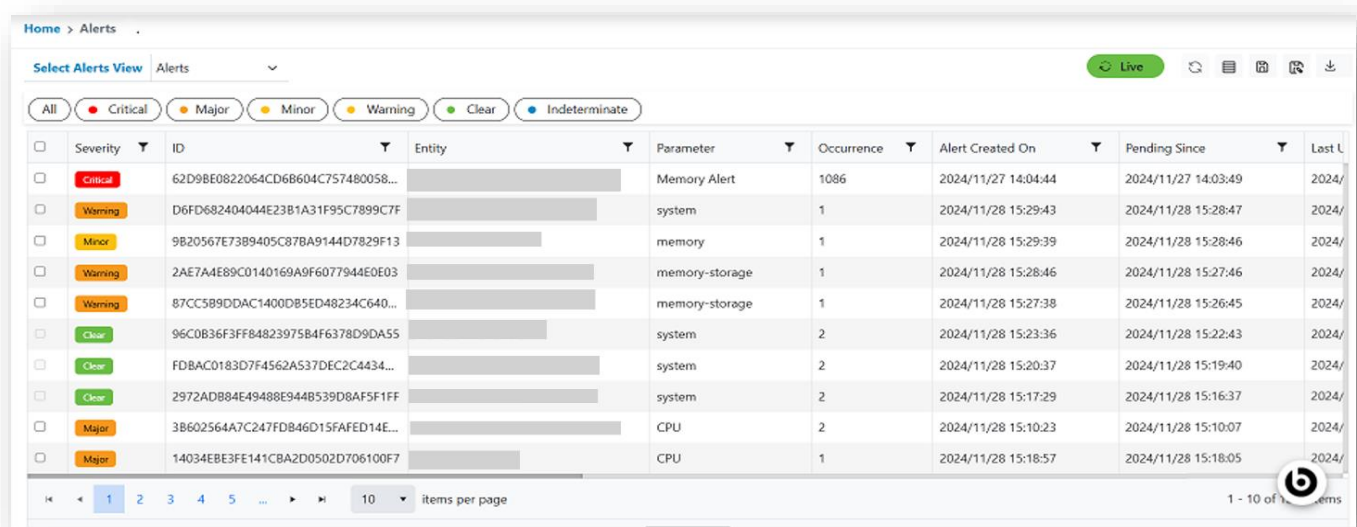 Home > Alerts .
Select Alerts View Alerts Live
All Critical Major Minor Warning Clear Indeterminate
Severity ID Entity Parameter Occurrence Alert Created On Pending Since Last U
Critical 62D9BE0822064CD6B604C757480058... Memory Alert 1086 2024/11/27 14:04:44 2024/11/27 14:03:49 2024/
Warning D6FD682404044E23B1A31F95C7899C7F system 1 2024/11/28 15:29:43 2024/11/28 15:28:47 2024/
Minor 9B20567E73B9405C87BA9144D7829F13 memory 1 2024/11/28 15:29:39 2024/11/28 15:28:46 2024/
Warning 2AE7A4E89C0140169A9F6077944E0E03 memory-storage 1 2024/11/28 15:28:46 2024/11/28 15:27:46 2024/
Warning 87CC5B9DDAC1400DB5ED48234C640... memory-storage 1 2024/11/28 15:27:38 2024/11/28 15:26:45 2024/
Clear 96C0B36F3FF84823975B4F6378D9DA55 system 2 2024/11/28 15:23:36 2024/11/28 15:22:43 2024/
Clear FDBAC0183D7F4562A537DEC2C4434... system 2 2024/11/28 15:20:37 2024/11/28 15:19:40 2024/
Clear 2972ADB84E49488E944B539D8AF5F1FF system 2 2024/11/28 15:17:29 2024/11/28 15:16:37 2024/
Major 3B602564A7C247FDB46D15FAFED14E... CPU 2 2024/11/28 15:10:23 2024/11/28 15:10:07 2024/
Major 14034EBE3FE141CBA2D0502D706100F7 CPU 1 2024/11/28 15:18:57 2024/11/28 15:18:05 2024/
1 2 3 4 5 ... 10 items per page 1 - 10 of